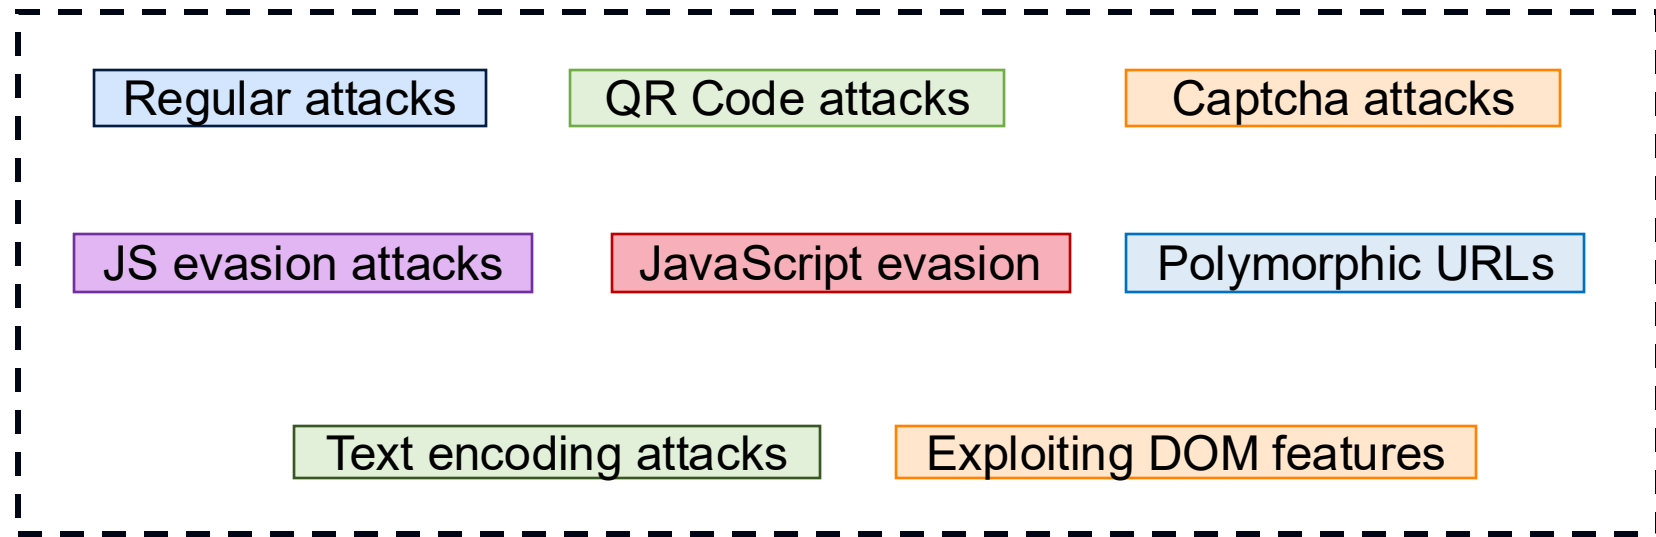 Regular attacks
QR Code attacks
Captcha attacks
JS evasion attacks
JavaScript evasion
Polymorphic URLs
Text encoding attacks
Exploiting DOM features